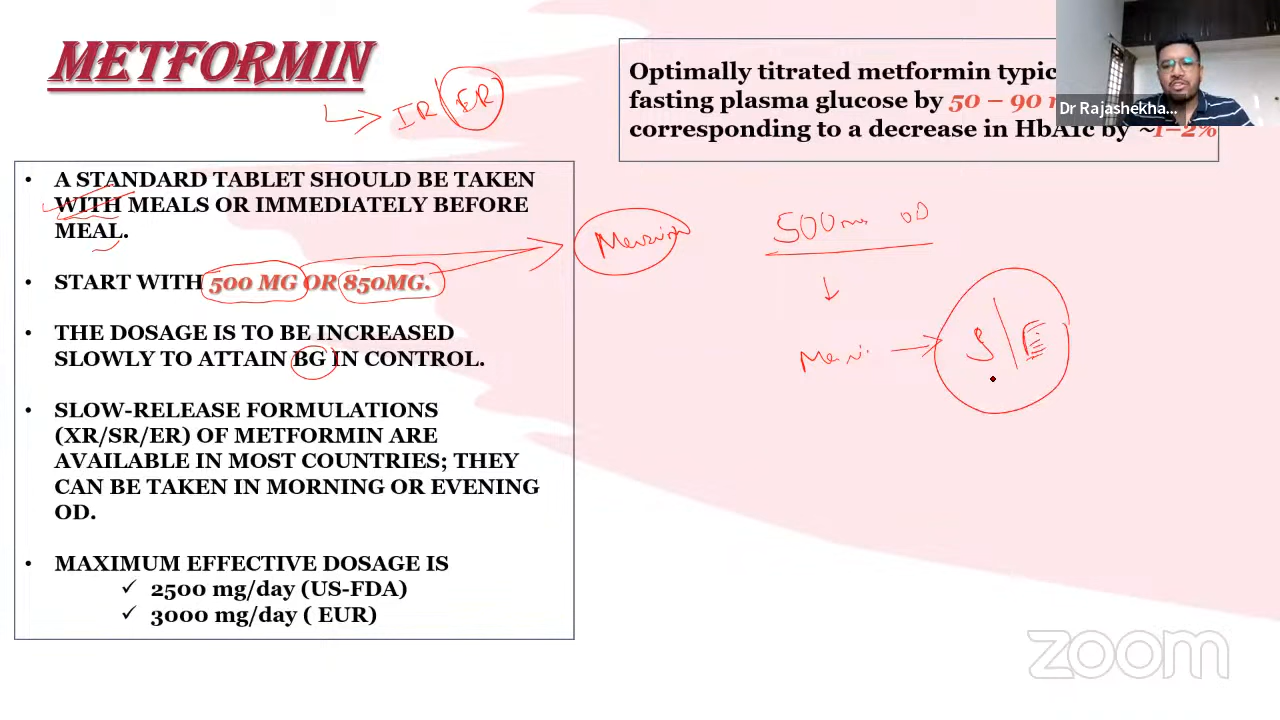 METFORMIN
IR ER
Optimally titrated metformin
fasting plasma glucose by 50 – 90
corresponding to a decrease in HbA1c by ~1–2%
Dr Rajashekha...
• A STANDARD TABLET SHOULD BE TAKEN
WITH MEALS OR IMMEDIATELY BEFORE
MEAL.
• START WITH 500 MG OR 850MG.
• THE DOSAGE IS TO BE INCREASED
SLOWLY TO ATTAIN BG IN CONTROL.
• SLOW-RELEASE FORMULATIONS
(XR/SR/ER) OF METFORMIN ARE
AVAILABLE IN MOST COUNTRIES; THEY
CAN BE TAKEN IN MORNING OR EVENING
OD.
• MAXIMUM EFFECTIVE DOSAGE IS
✓ 2500 mg/day (US-FDA)
✓ 3000 mg/day ( EUR)
500 OD
S/E
zoom